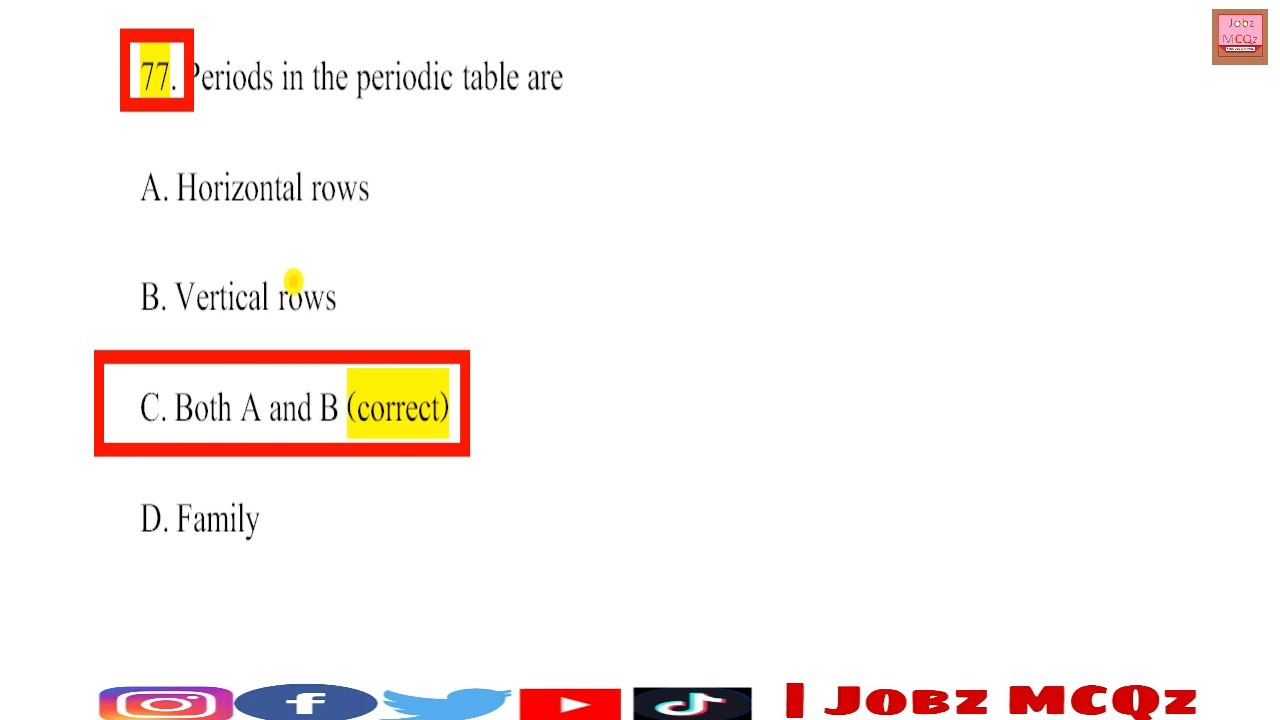 Jobz
MCQz
77. Periods in the periodic table are
A. Horizontal rows
B. Vertical rows
C. Both A and B (correct)
D. Family
| Jobz MCQz